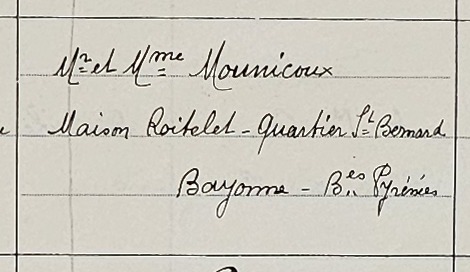 Mr et Mme Mounicoux
Maison Roitelet - Quartier St Bernard
Bayonne - Bses Pyrénées